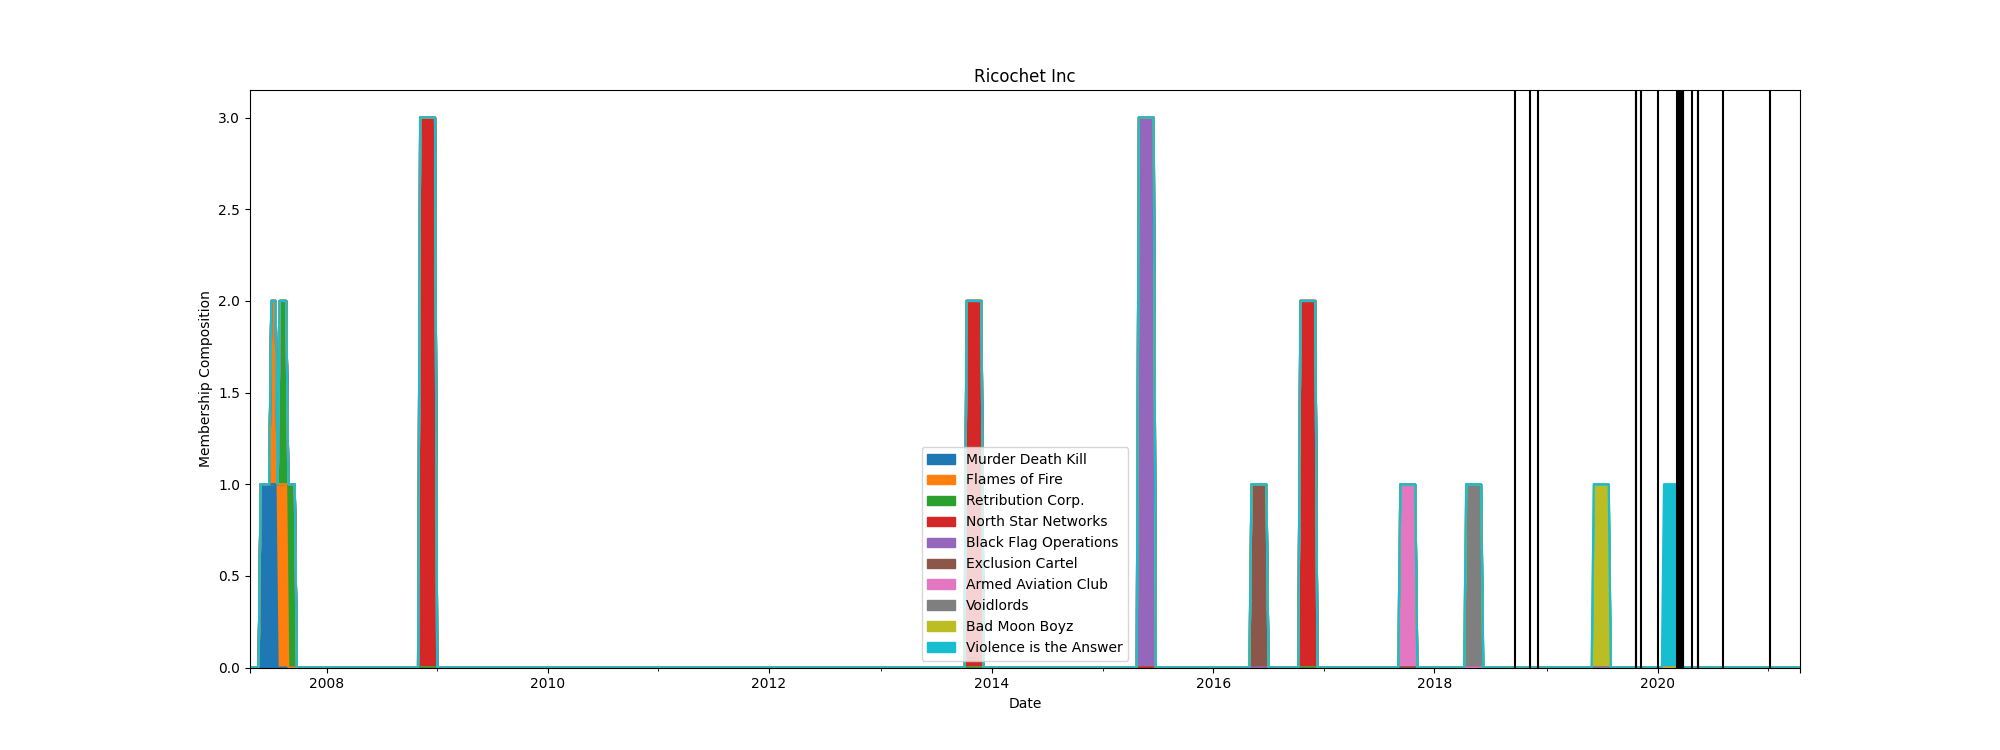 Ricochet Inc
Membership Composition
3.0
2.5
2.0
1.5
1.0
0.5
0.0
Murder Death Kill
Flames of Fire
Retribution Corp.
North Star Networks
Black Flag Operations
Exclusion Cartel
Armed Aviation Club
Voidlords
Bad Moon Boyz
Violence is the Answer
2008 2010 2012 2014 2016 2018 2020
Date